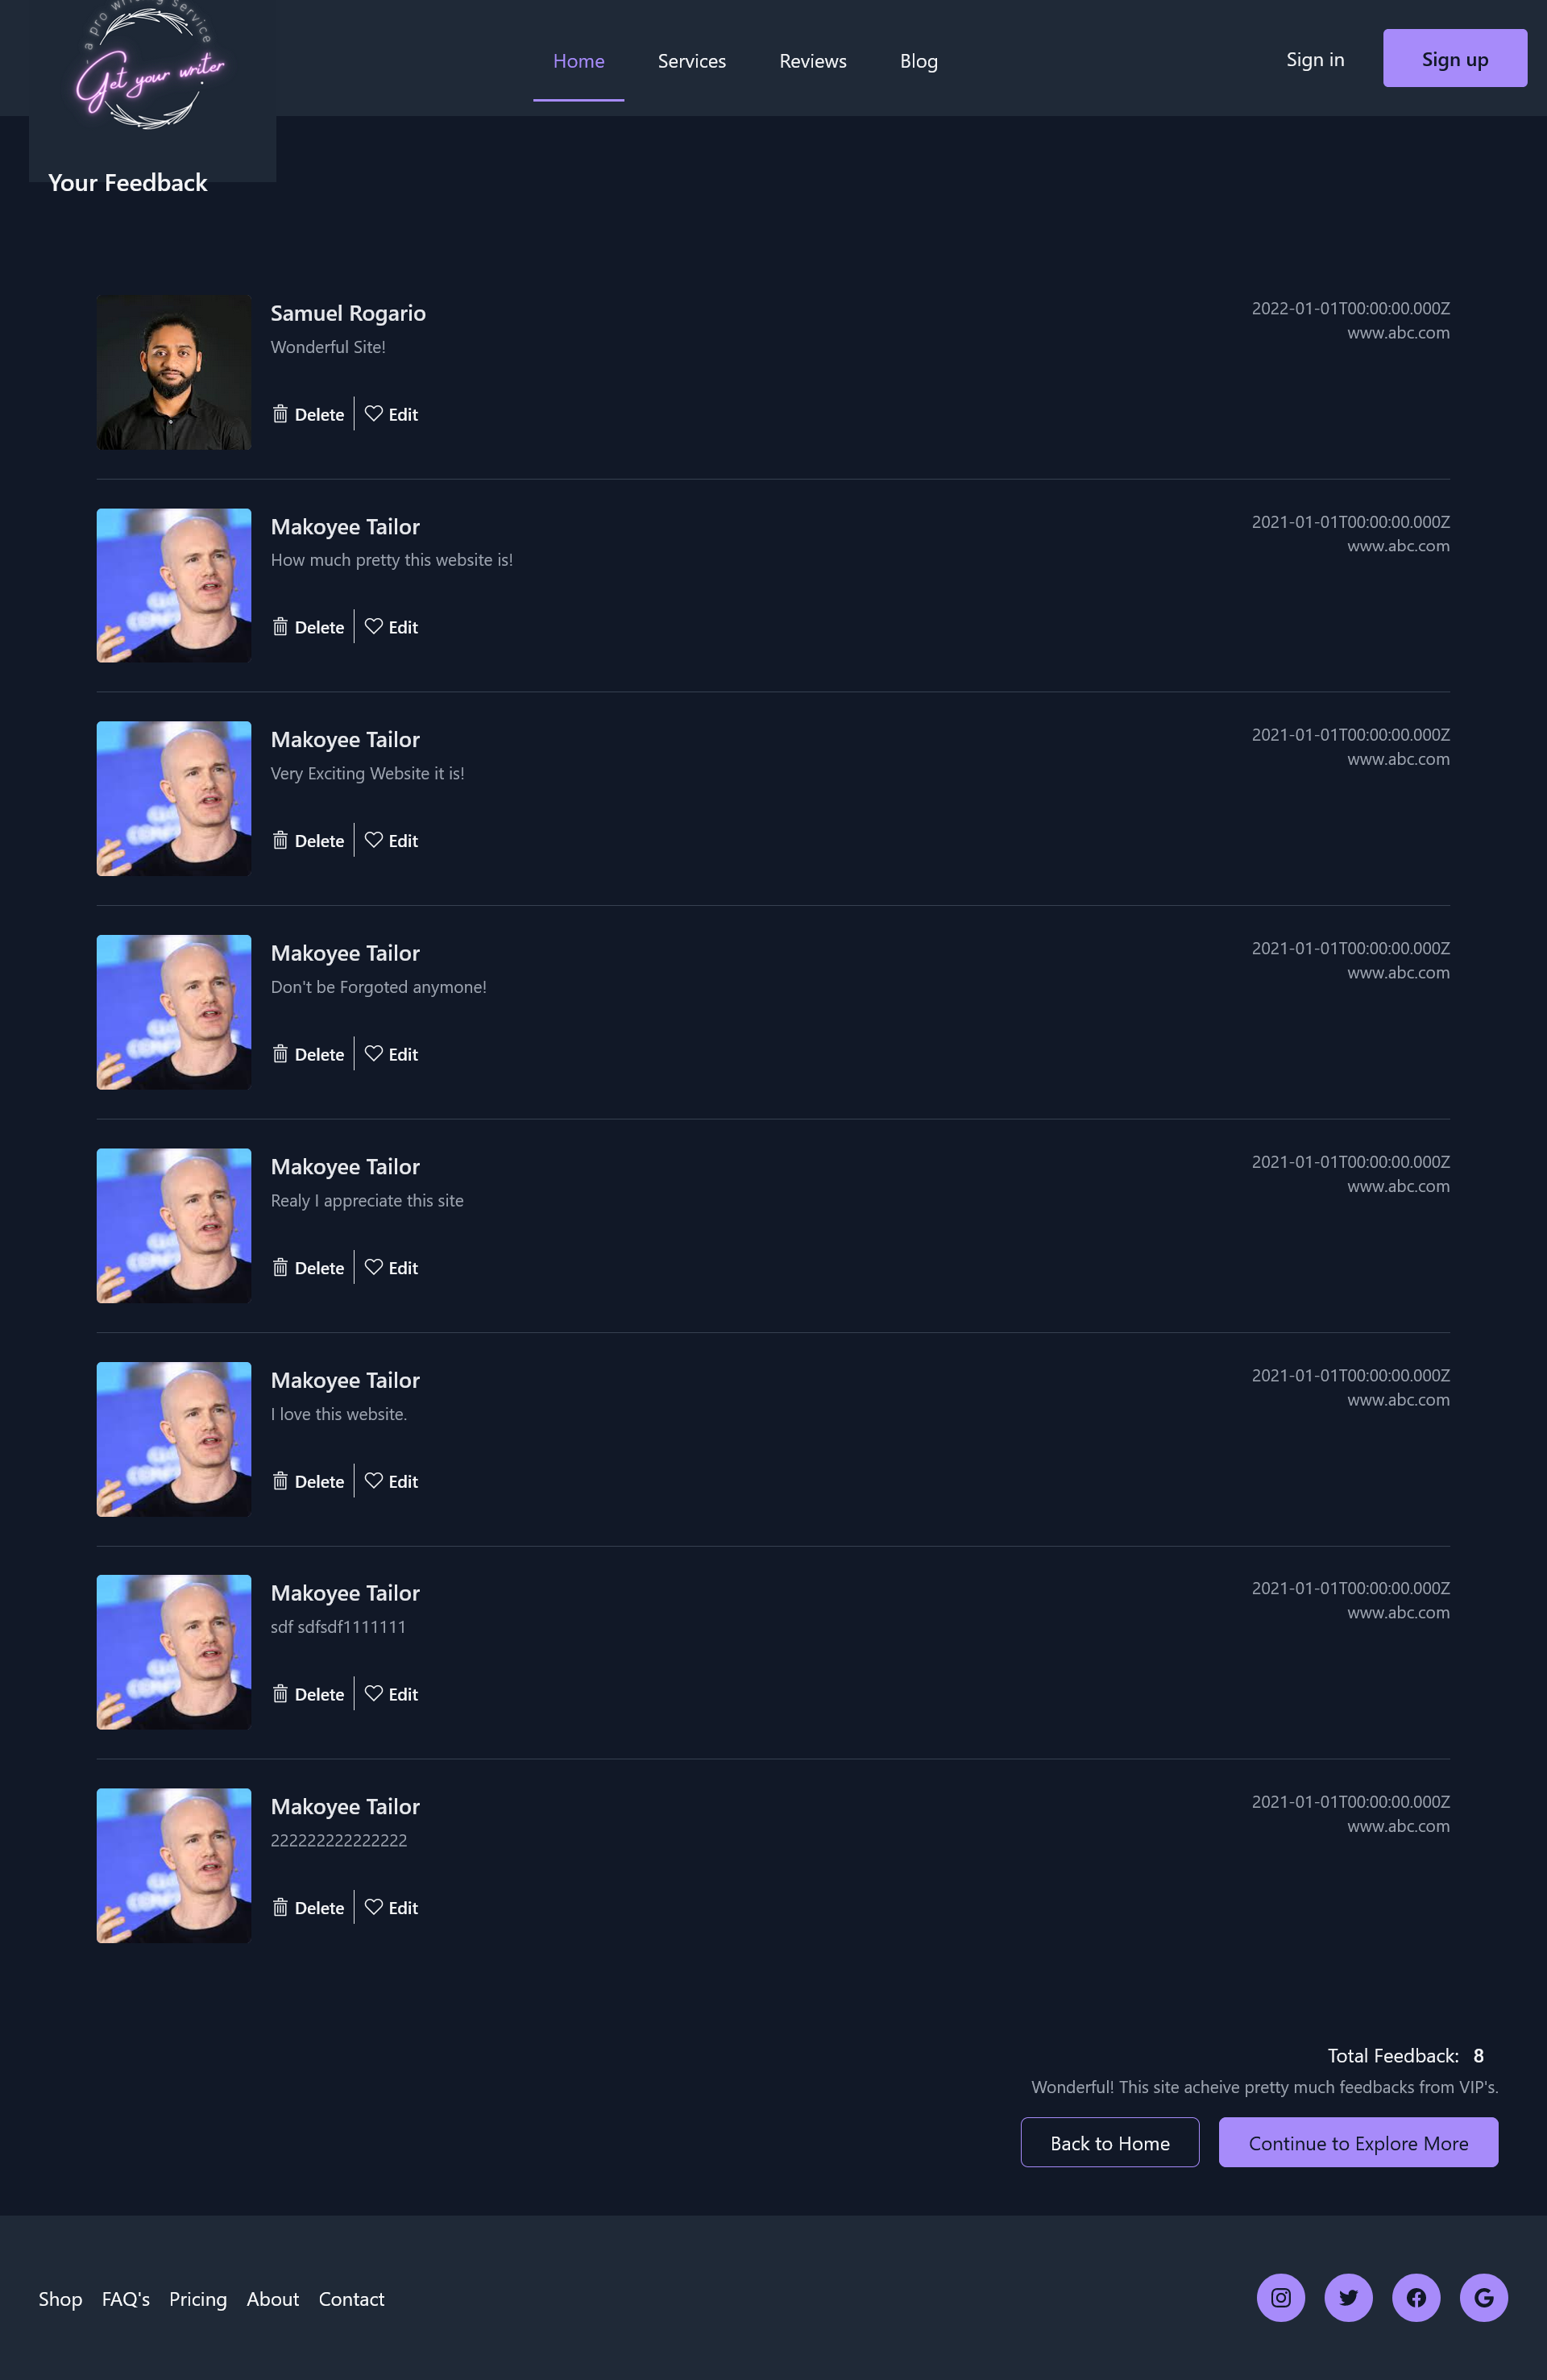 a pro writing service
Get your writer
Home Services Reviews Blog
Sign in Sign up
Your Feedback
Samuel Rogario
2022-01-01T00:00:00.000Z
Wonderful Site!
www.abc.com
Delete Edit
Makoyee Tailor
2021-01-01T00:00:00.000Z
How much pretty this website is!
www.abc.com
Delete Edit
Makoyee Tailor
2021-01-01T00:00:00.000Z
Very Exciting Website it is!
www.abc.com
Delete Edit
Makoyee Tailor
2021-01-01T00:00:00.000Z
Don't be Forgoted anymone!
www.abc.com
Delete Edit
Makoyee Tailor
2021-01-01T00:00:00.000Z
Realy I appreciate this site
www.abc.com
Delete Edit
Makoyee Tailor
2021-01-01T00:00:00.000Z
I love this website.
www.abc.com
Delete Edit
Makoyee Tailor
2021-01-01T00:00:00.000Z
sdf sdfsdf1111111
www.abc.com
Delete Edit
Makoyee Tailor
2021-01-01T00:00:00.000Z
222222222222222
www.abc.com
Delete Edit
Total Feedback: 8
Wonderful! This site acheive pretty much feedbacks from VIP's.
Back to Home Continue to Explore More
Shop FAQ's Pricing About Contact